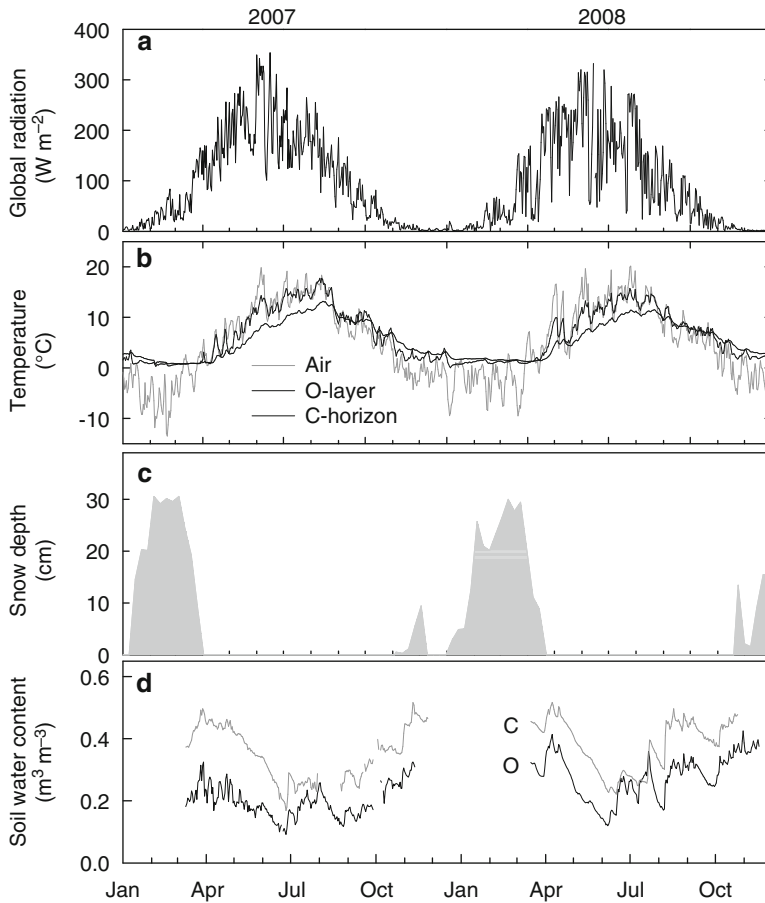 2007 2008
a
400
300
200
100
0
Global radiation
(W m⁻²)
b
20
10
0
-10
Temperature
(°C)
Air
O-layer
C-horizon
c
30
20
10
0
Snow depth
(cm)
d
0.6
0.4
0.2
0.0
Soil water content
(m³ m⁻³)
C
O
Jan Apr Jul Oct Jan Apr Jul Oct